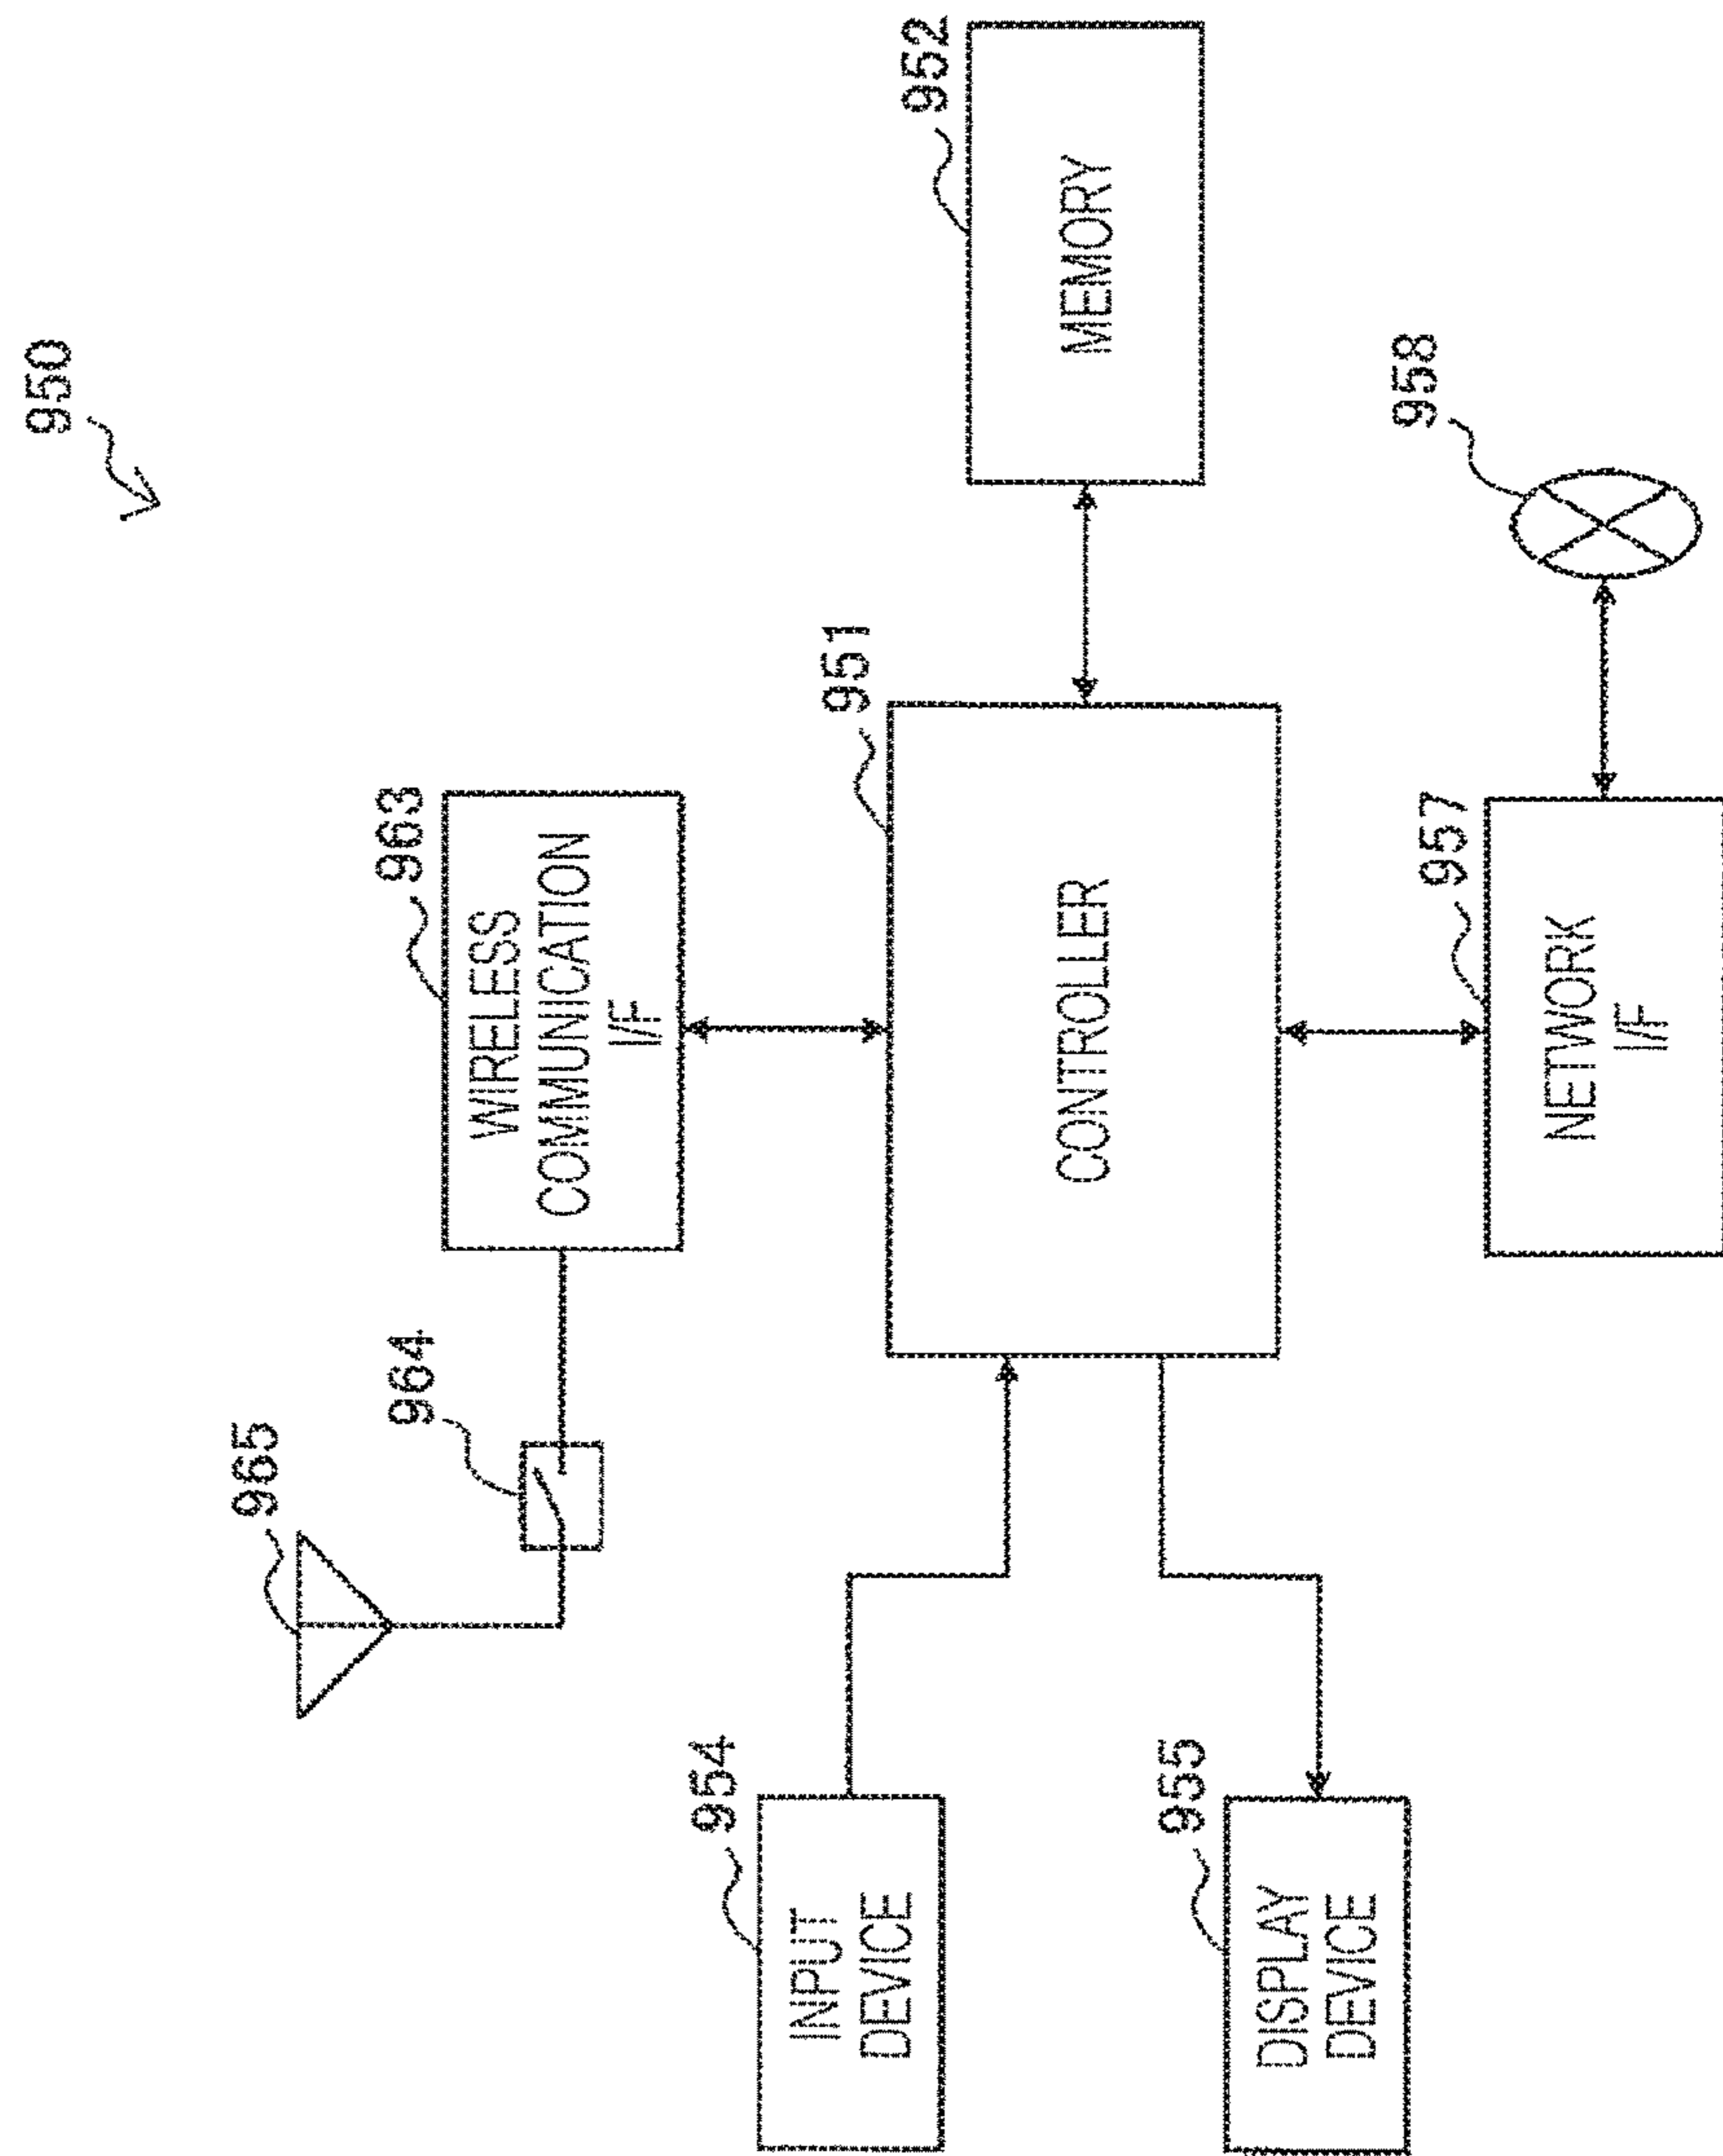 950
965
964
963
WIRELESS
COMMUNICATION
I/F
954
INPUT
DEVICE
951
CONTROLLER
952
MEMORY
955
DISPLAY
DEVICE
957
NETWORK
I/F
958